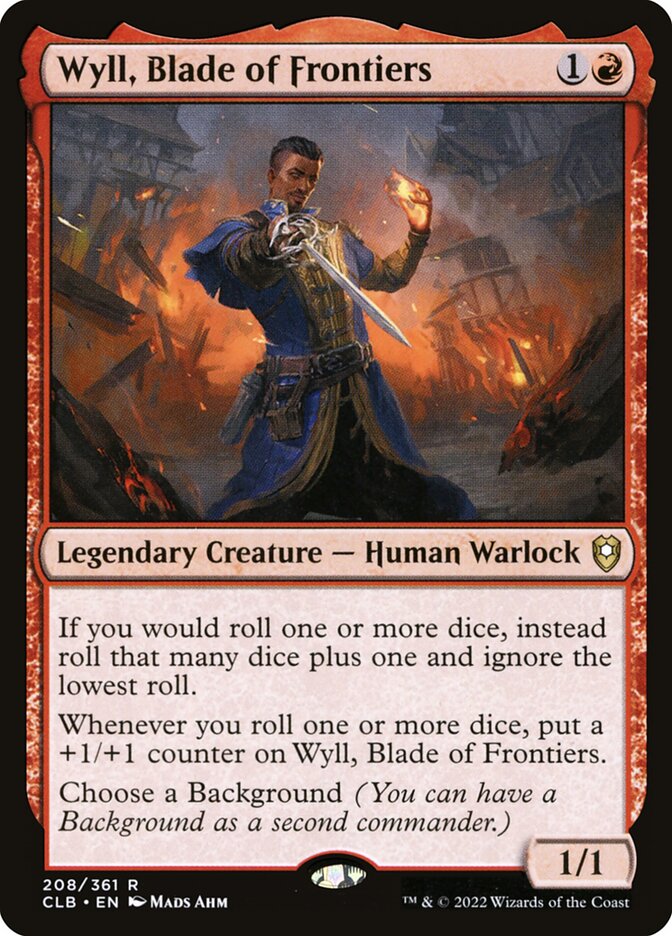 Wyll, Blade of Frontiers 1
Legendary Creature — Human Warlock
If you would roll one or more dice, instead
roll that many dice plus one and ignore the
lowest roll.
Whenever you roll one or more dice, put a
+1/+1 counter on Wyll, Blade of Frontiers.
Choose a Background (You can have a
Background as a second commander.)
1/1
208/361 R
CLB • EN Mads Ahm
™ & © 2022 Wizards of the Coast